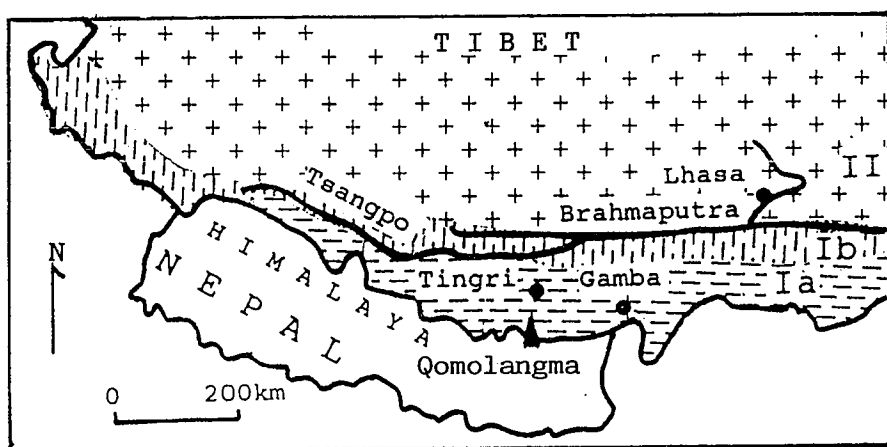 TIBET
Lhasa
II
Tsangpo
Brahmaputra
Ib
N
HIMALAYA
Tingri
Gamba
Ia
NEPAL
Qomolangma
0 200km